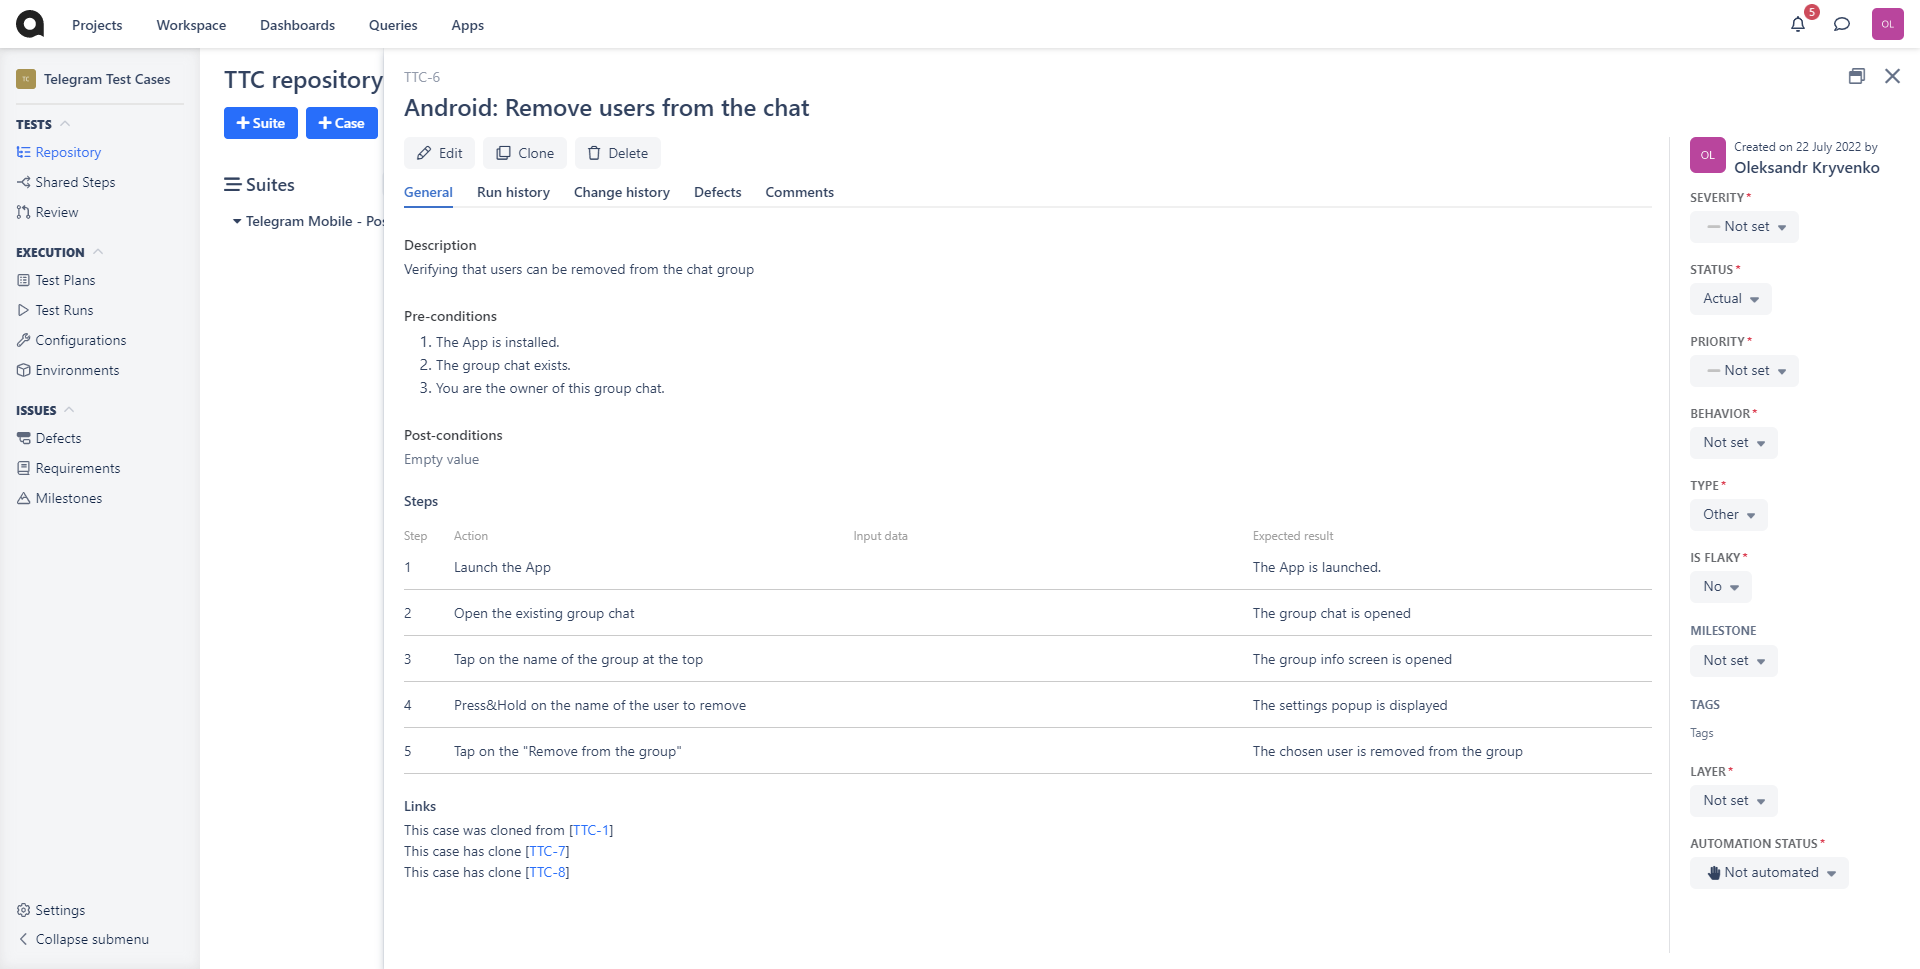 Projects
Workspace
Dashboards
Queries
Apps
5
OL
TC
Telegram Test Cases
TESTS
Repository
Shared Steps
Review
EXECUTION
Test Plans
Test Runs
Configurations
Environments
ISSUES
Defects
Requirements
Milestones
Settings
Collapse submenu
TTC repository
+ Suite
+ Case
Suites
Telegram Mobile - Pos
TTC-6
Android: Remove users from the chat
Edit
Clone
Delete
General
Run history
Change history
Defects
Comments
Description
Verifying that users can be removed from the chat group
Pre-conditions
1. The App is installed.
2. The group chat exists.
3. You are the owner of this group chat.
Post-conditions
Empty value
Steps
Step Action Input data Expected result
1 Launch the App The App is launched.
2 Open the existing group chat The group chat is opened
3 Tap on the name of the group at the top The group info screen is opened
4 Press&Hold on the name of the user to remove The settings popup is displayed
5 Tap on the "Remove from the group" The chosen user is removed from the group
Links
This case was cloned from [TTC-1]
This case has clone [TTC-7]
This case has clone [TTC-8]
OL
Created on 22 July 2022 by
Oleksandr Kryvenko
SEVERITY*
Not set
STATUS*
Actual
PRIORITY*
Not set
BEHAVIOR*
Not set
TYPE*
Other
IS FLAKY*
No
MILESTONE
Not set
TAGS
Tags
LAYER*
Not set
AUTOMATION STATUS*
Not automated